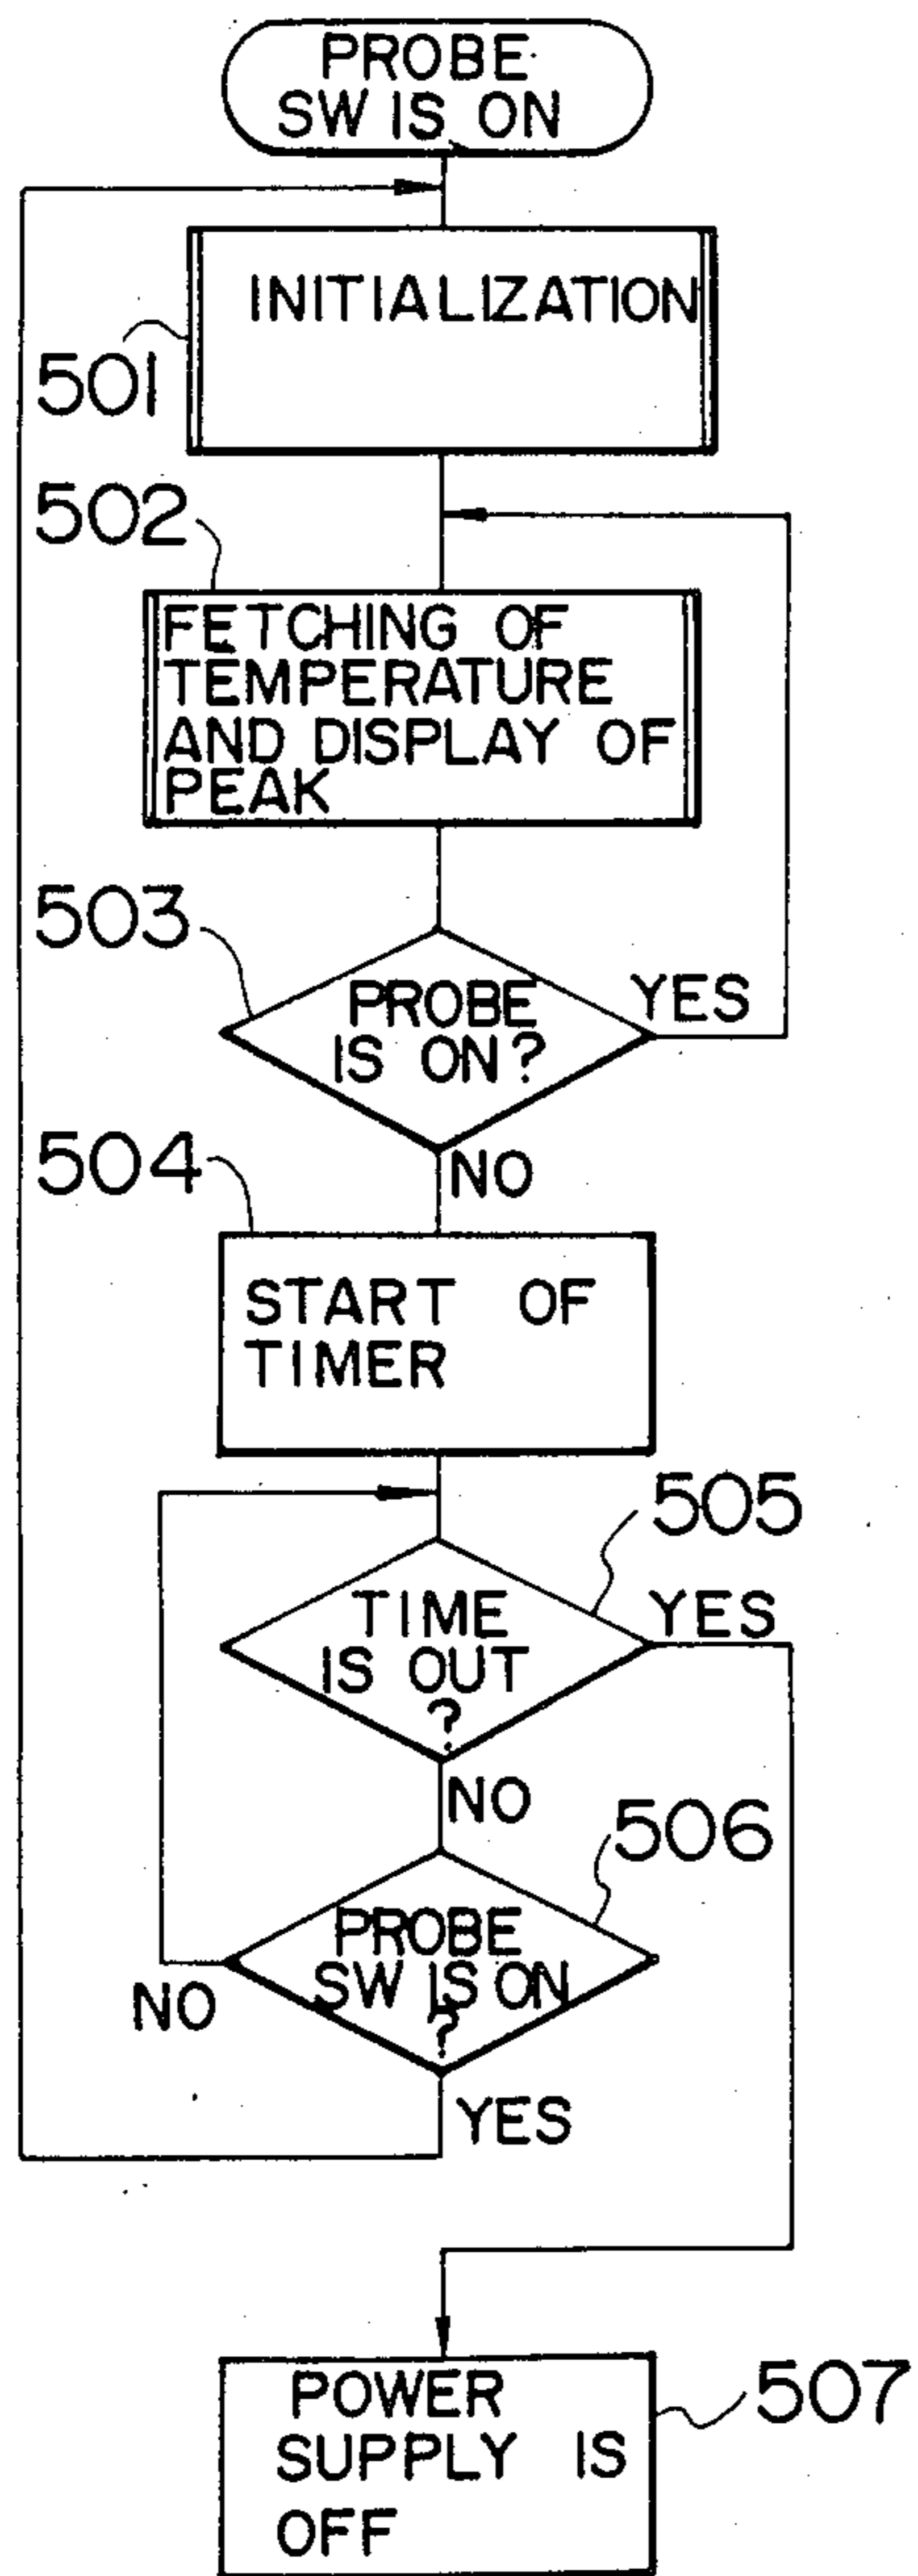 PROBE
SW IS ON
INITIALIZATION
501
502
FETCHING OF
TEMPERATURE
AND DISPLAY OF
PEAK
503
PROBE
IS ON?
YES
NO
504
START OF
TIMER
505
TIME
IS OUT
?
YES
NO
506
PROBE
SW IS ON
?
NO
YES
POWER
SUPPLY IS
OFF
507